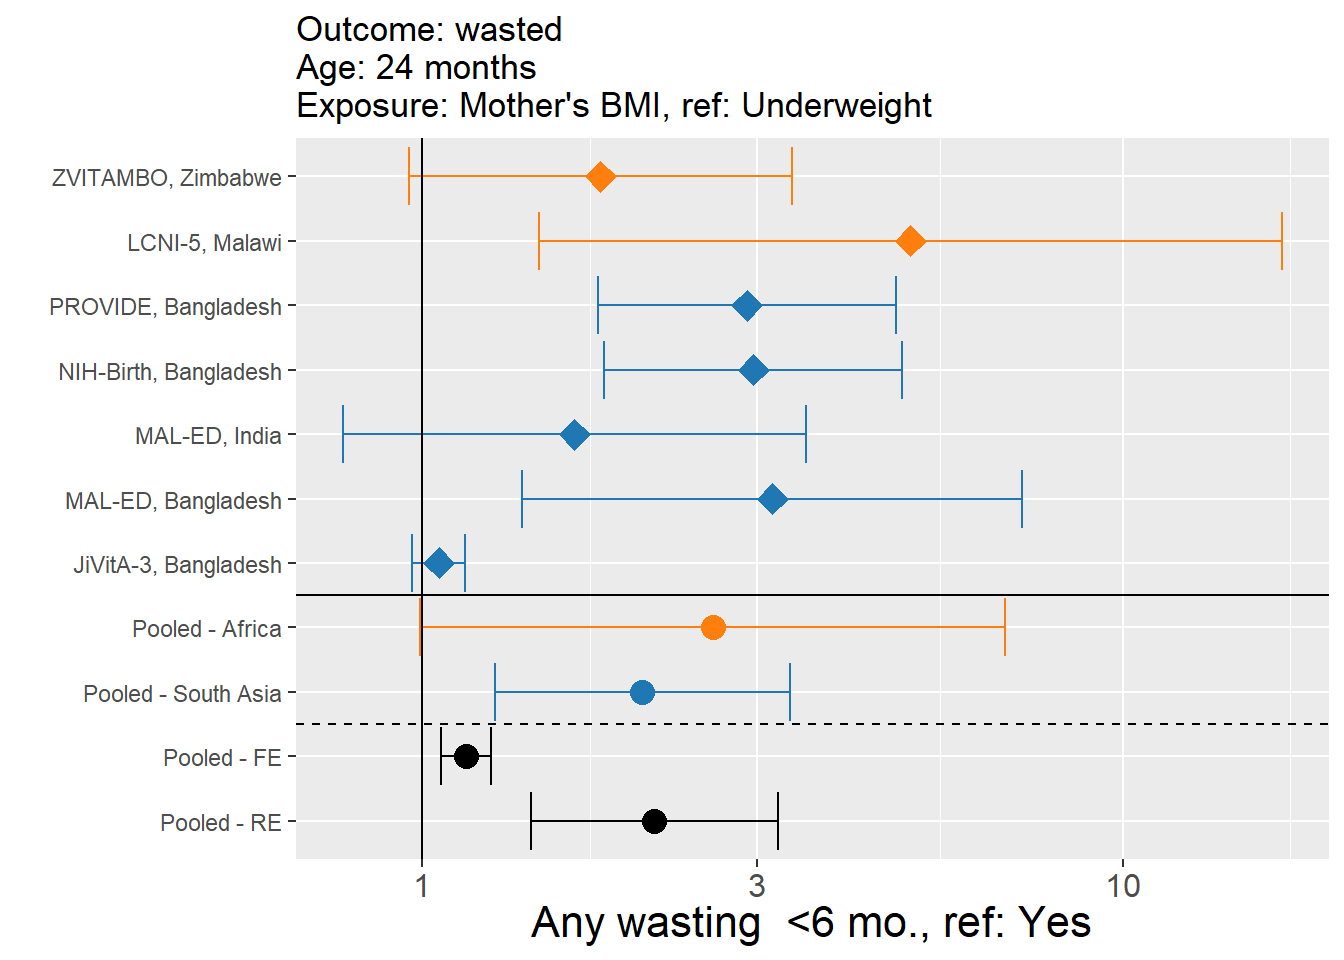 Outcome: wasted
Age: 24 months
Exposure: Mother's BMI, ref: Underweight
ZVITAMBO, Zimbabwe
LCNI-5, Malawi
PROVIDE, Bangladesh
NIH-Birth, Bangladesh
MAL-ED, India
MAL-ED, Bangladesh
JiVitA-3, Bangladesh
Pooled - Africa
Pooled - South Asia
Pooled - FE
Pooled - RE
1 3 10
Any wasting  <6 mo., ref: Yes